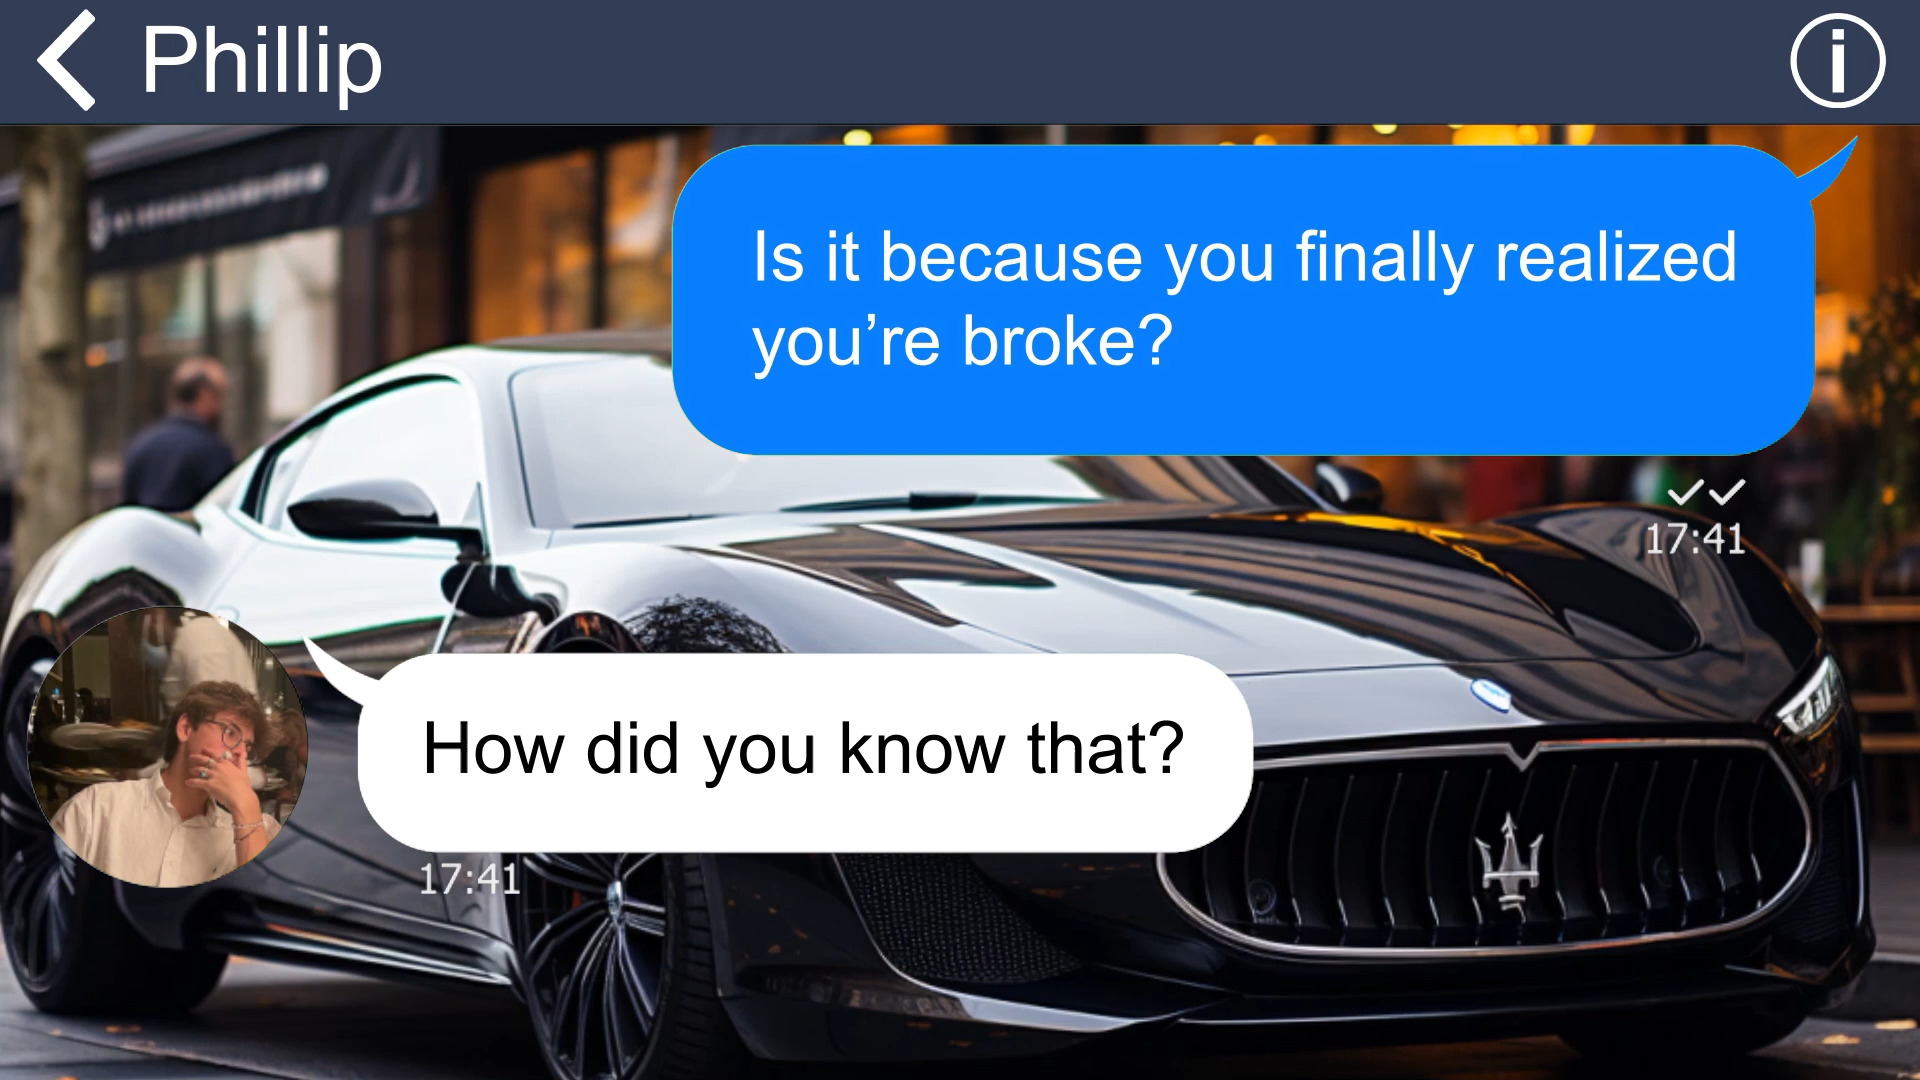 Phillip
Is it because you finally realized
you’re broke?
17:41
How did you know that?
17:41